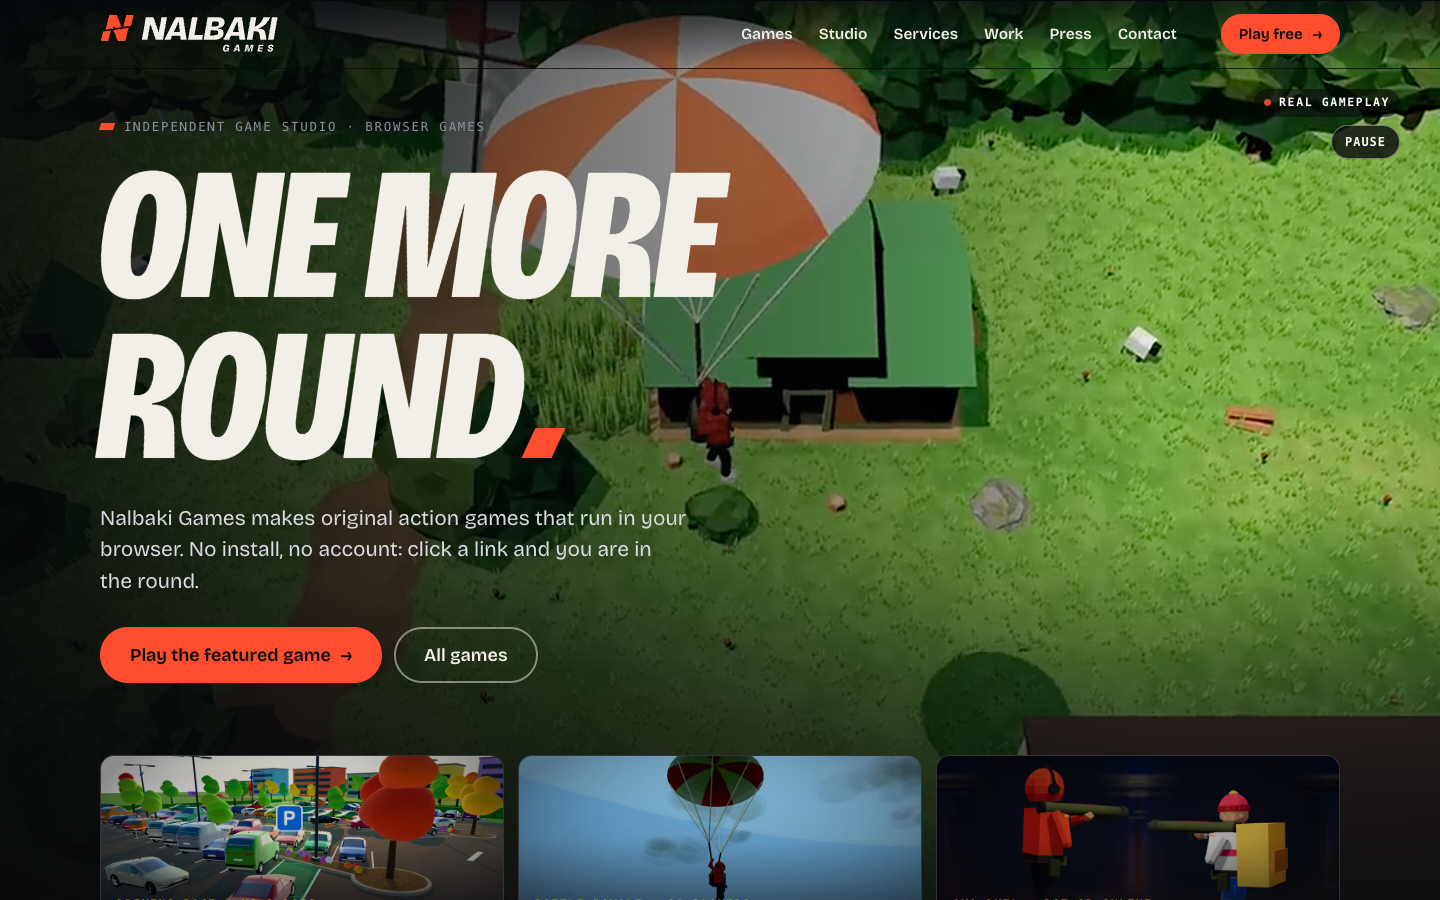 NALBAKI
GAMES
Games Studio Services Work Press Contact Play free →
REAL GAMEPLAY
INDEPENDENT GAME STUDIO · BROWSER GAMES
PAUSE
ONE MORE
ROUND.
Nalbaki Games makes original action games that run in your
browser. No install, no account: click a link and you are in
the round.
Play the featured game →
All games
P